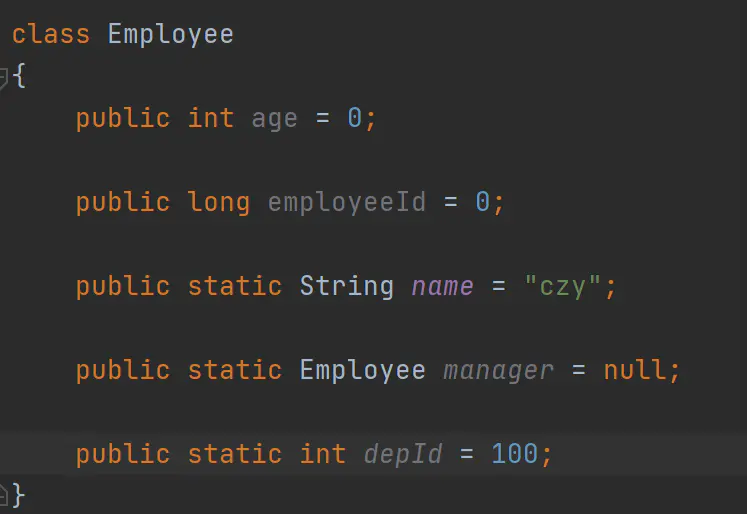 class Employee
{
public int age = 0;
public long employeeId = 0;
public static String name = "czy";
public static Employee manager = null;
public static int depId = 100;
}